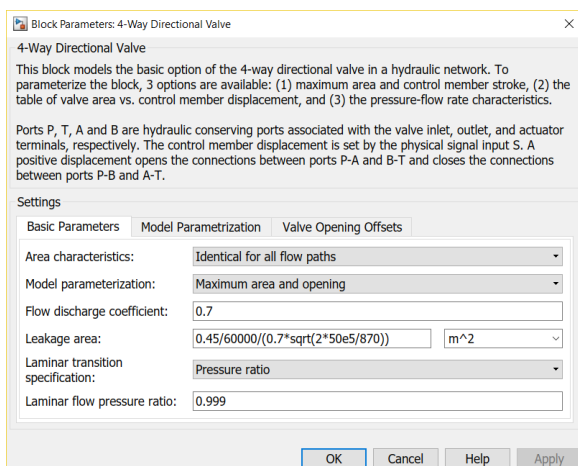 Block Parameters: 4-Way Directional Valve
4-Way Directional Valve
This block models the basic option of the 4-way directional valve in a hydraulic network. To
parameterize the block, 3 options are available: (1) maximum area and control member stroke, (2) the
table of valve area vs. control member displacement, and (3) the pressure-flow rate characteristics.
Ports P, T, A and B are hydraulic conserving ports associated with the valve inlet, outlet, and actuator
terminals, respectively. The control member displacement is set by the physical signal input S. A
positive displacement opens the connections between ports P-A and B-T and closes the connections
between ports P-B and A-T.
Settings
Basic Parameters Model Parametrization Valve Opening Offsets
Area characteristics: Identical for all flow paths
Model parameterization: Maximum area and opening
Flow discharge coefficient: 0.7
Leakage area: 0.45/60000/(0.7*sqrt(2*50e5/870)) m^2
Laminar transition
specification: Pressure ratio
Laminar flow pressure ratio: 0.999
OK Cancel Help Apply